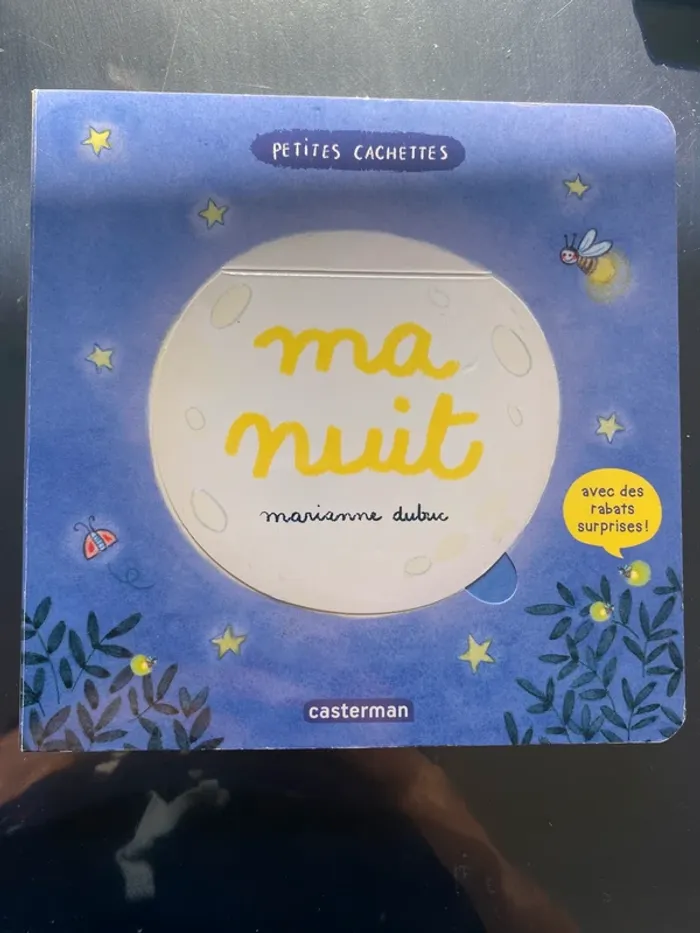 PETITES CACHETTES
ma
nuit
marianne dubuc
avec des
rabats
surprises!
casterman